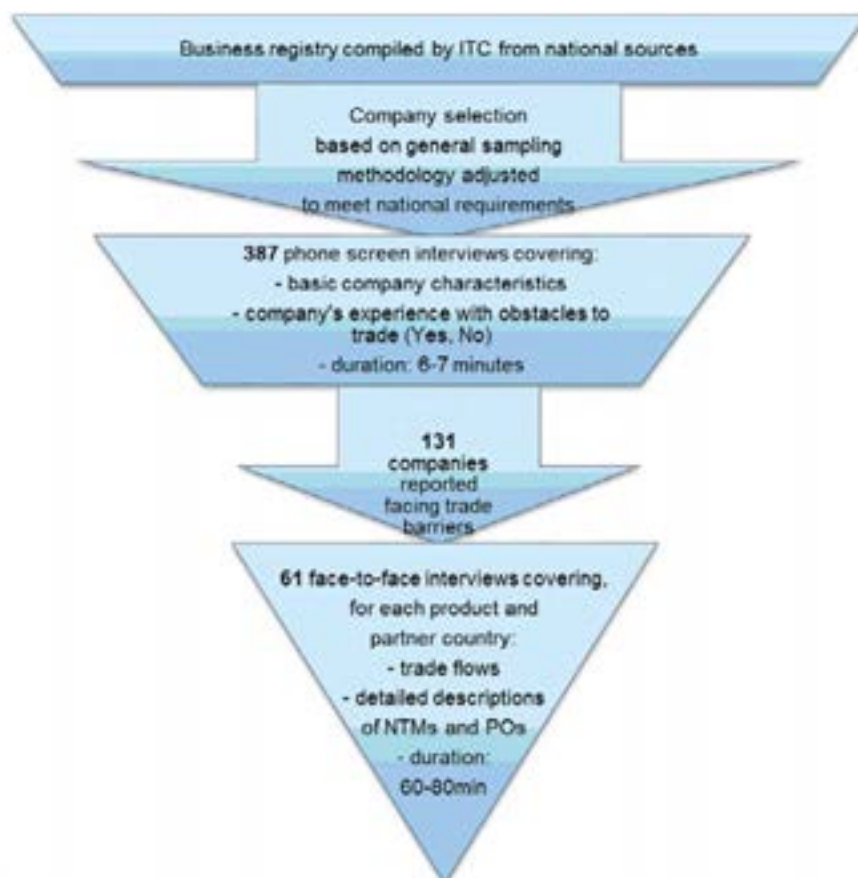 Business registry compiled by ITC from national sources
Company selection
based on general sampling
methodology adjusted
to meet national requirements
387 phone screen interviews covering:
- basic company characteristics
- company's experience with obstacles to
trade (Yes, No)
- duration: 6-7 minutes
131
companies
reported
facing trade
barriers
61 face-to-face interviews covering,
for each product and
partner country:
- trade flows
- detailed descriptions
of NTMs and POs
- duration:
60-80min